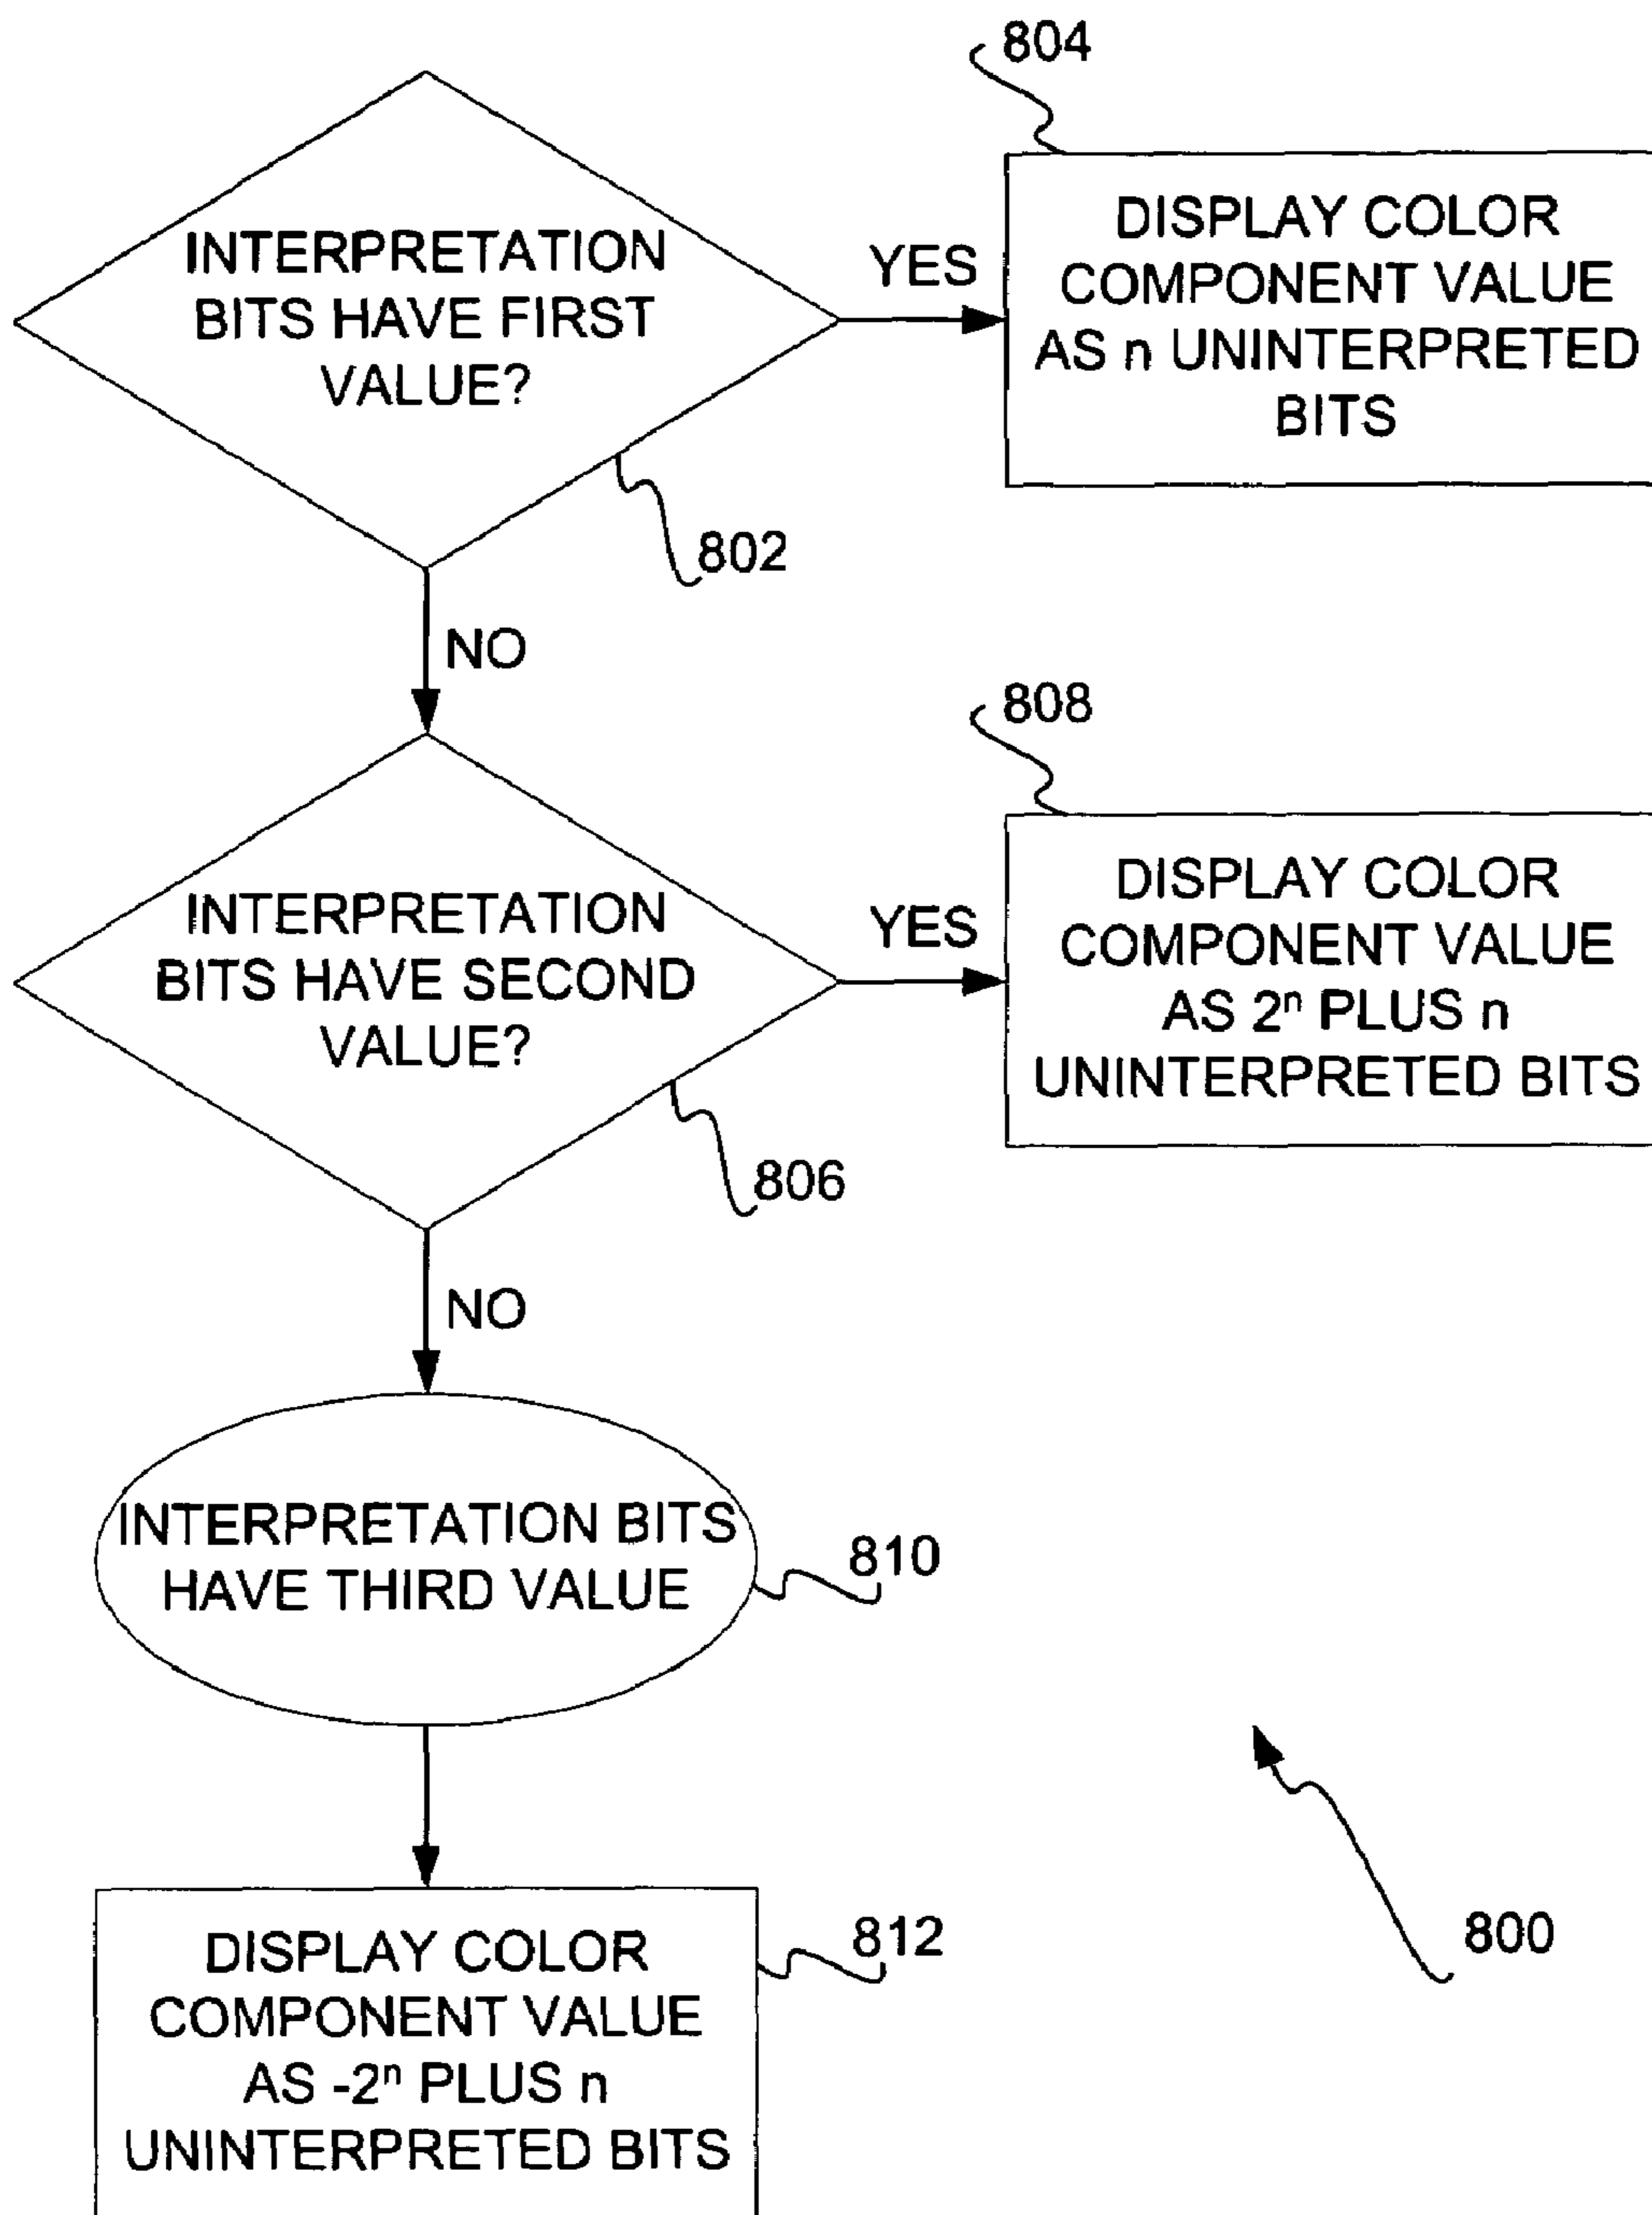 804
INTERPRETATION
BITS HAVE FIRST
VALUE?
YES
DISPLAY COLOR
COMPONENT VALUE
AS n UNINTERPRETED
BITS
802
NO
808
INTERPRETATION
BITS HAVE SECOND
VALUE?
YES
DISPLAY COLOR
COMPONENT VALUE
AS 2ⁿ PLUS n
UNINTERPRETED BITS
806
NO
INTERPRETATION BITS
HAVE THIRD VALUE
810
DISPLAY COLOR
COMPONENT VALUE
AS -2ⁿ PLUS n
UNINTERPRETED BITS
812
800